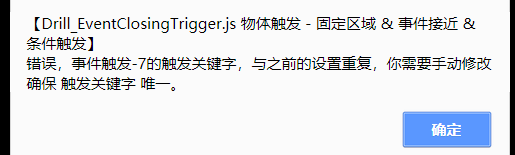 【Drill_EventClosingTrigger.js 物体触发 - 固定区域 & 事件接近 &
条件触发】
错误，事件触发-7的触发关键字，与之前的设置重复，你需要手动修改
确保 触发关键字 唯一。
确定